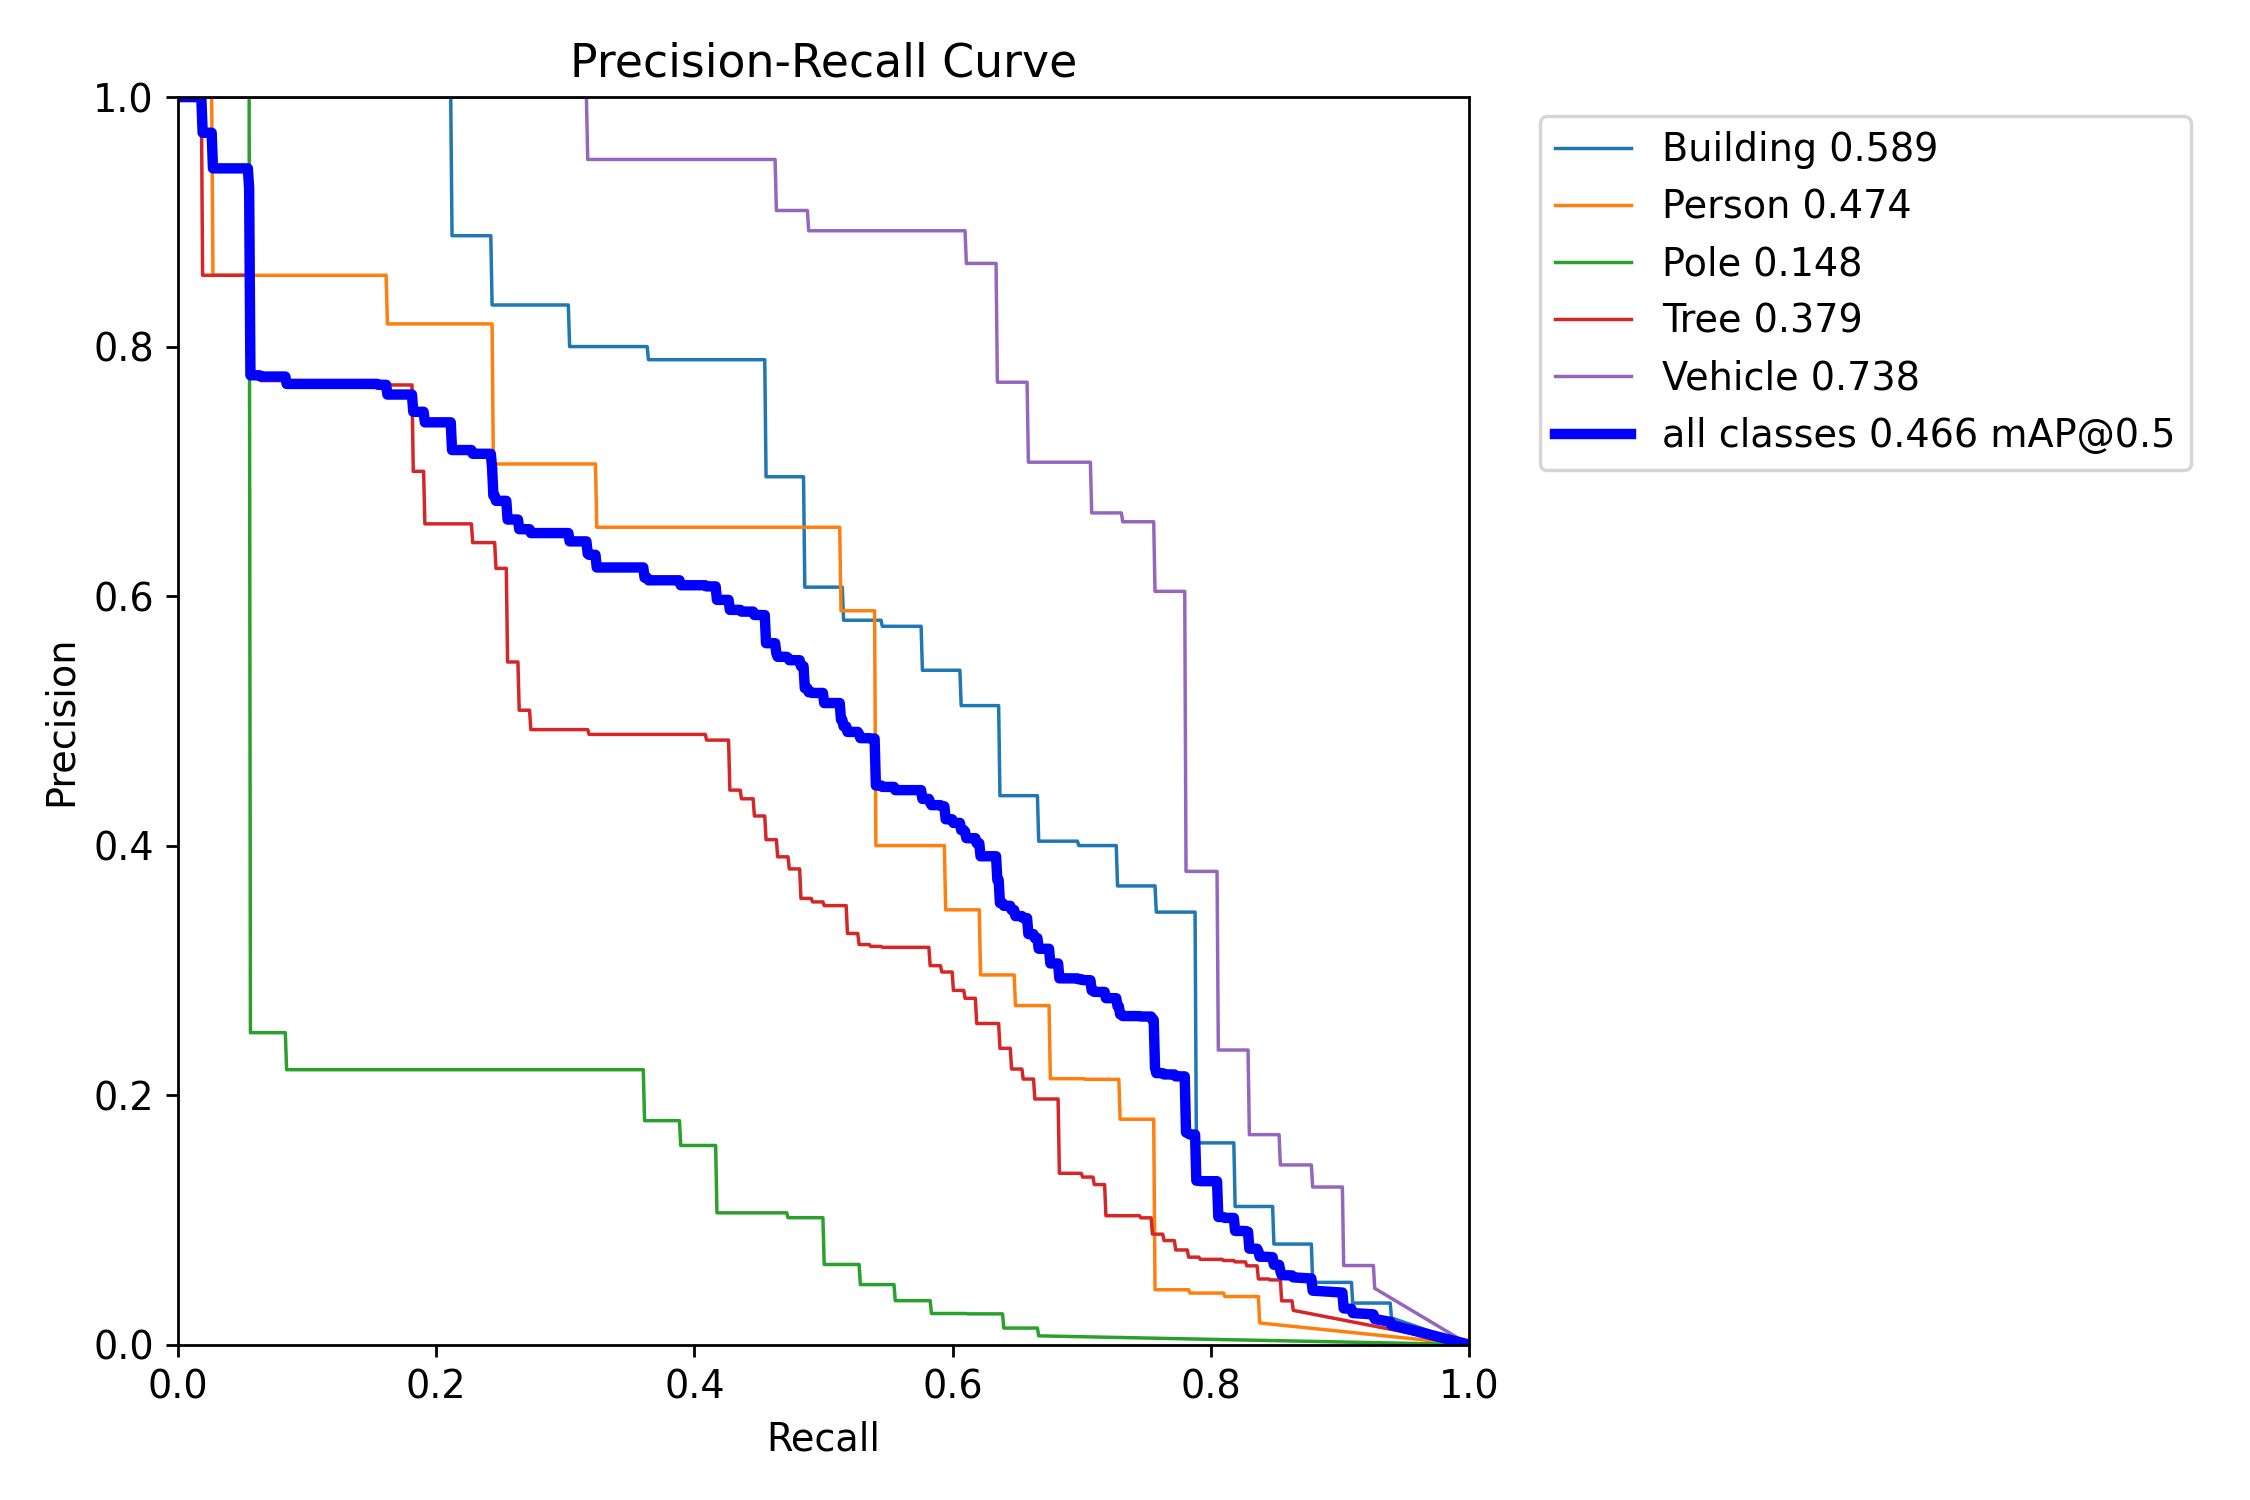 Precision-Recall Curve
1.0
0.8
0.6
0.4
0.2
0.0
Precision
0.0 0.2 0.4 0.6 0.8 1.0
Recall
Building 0.589
Person 0.474
Pole 0.148
Tree 0.379
Vehicle 0.738
all classes 0.466 mAP@0.5